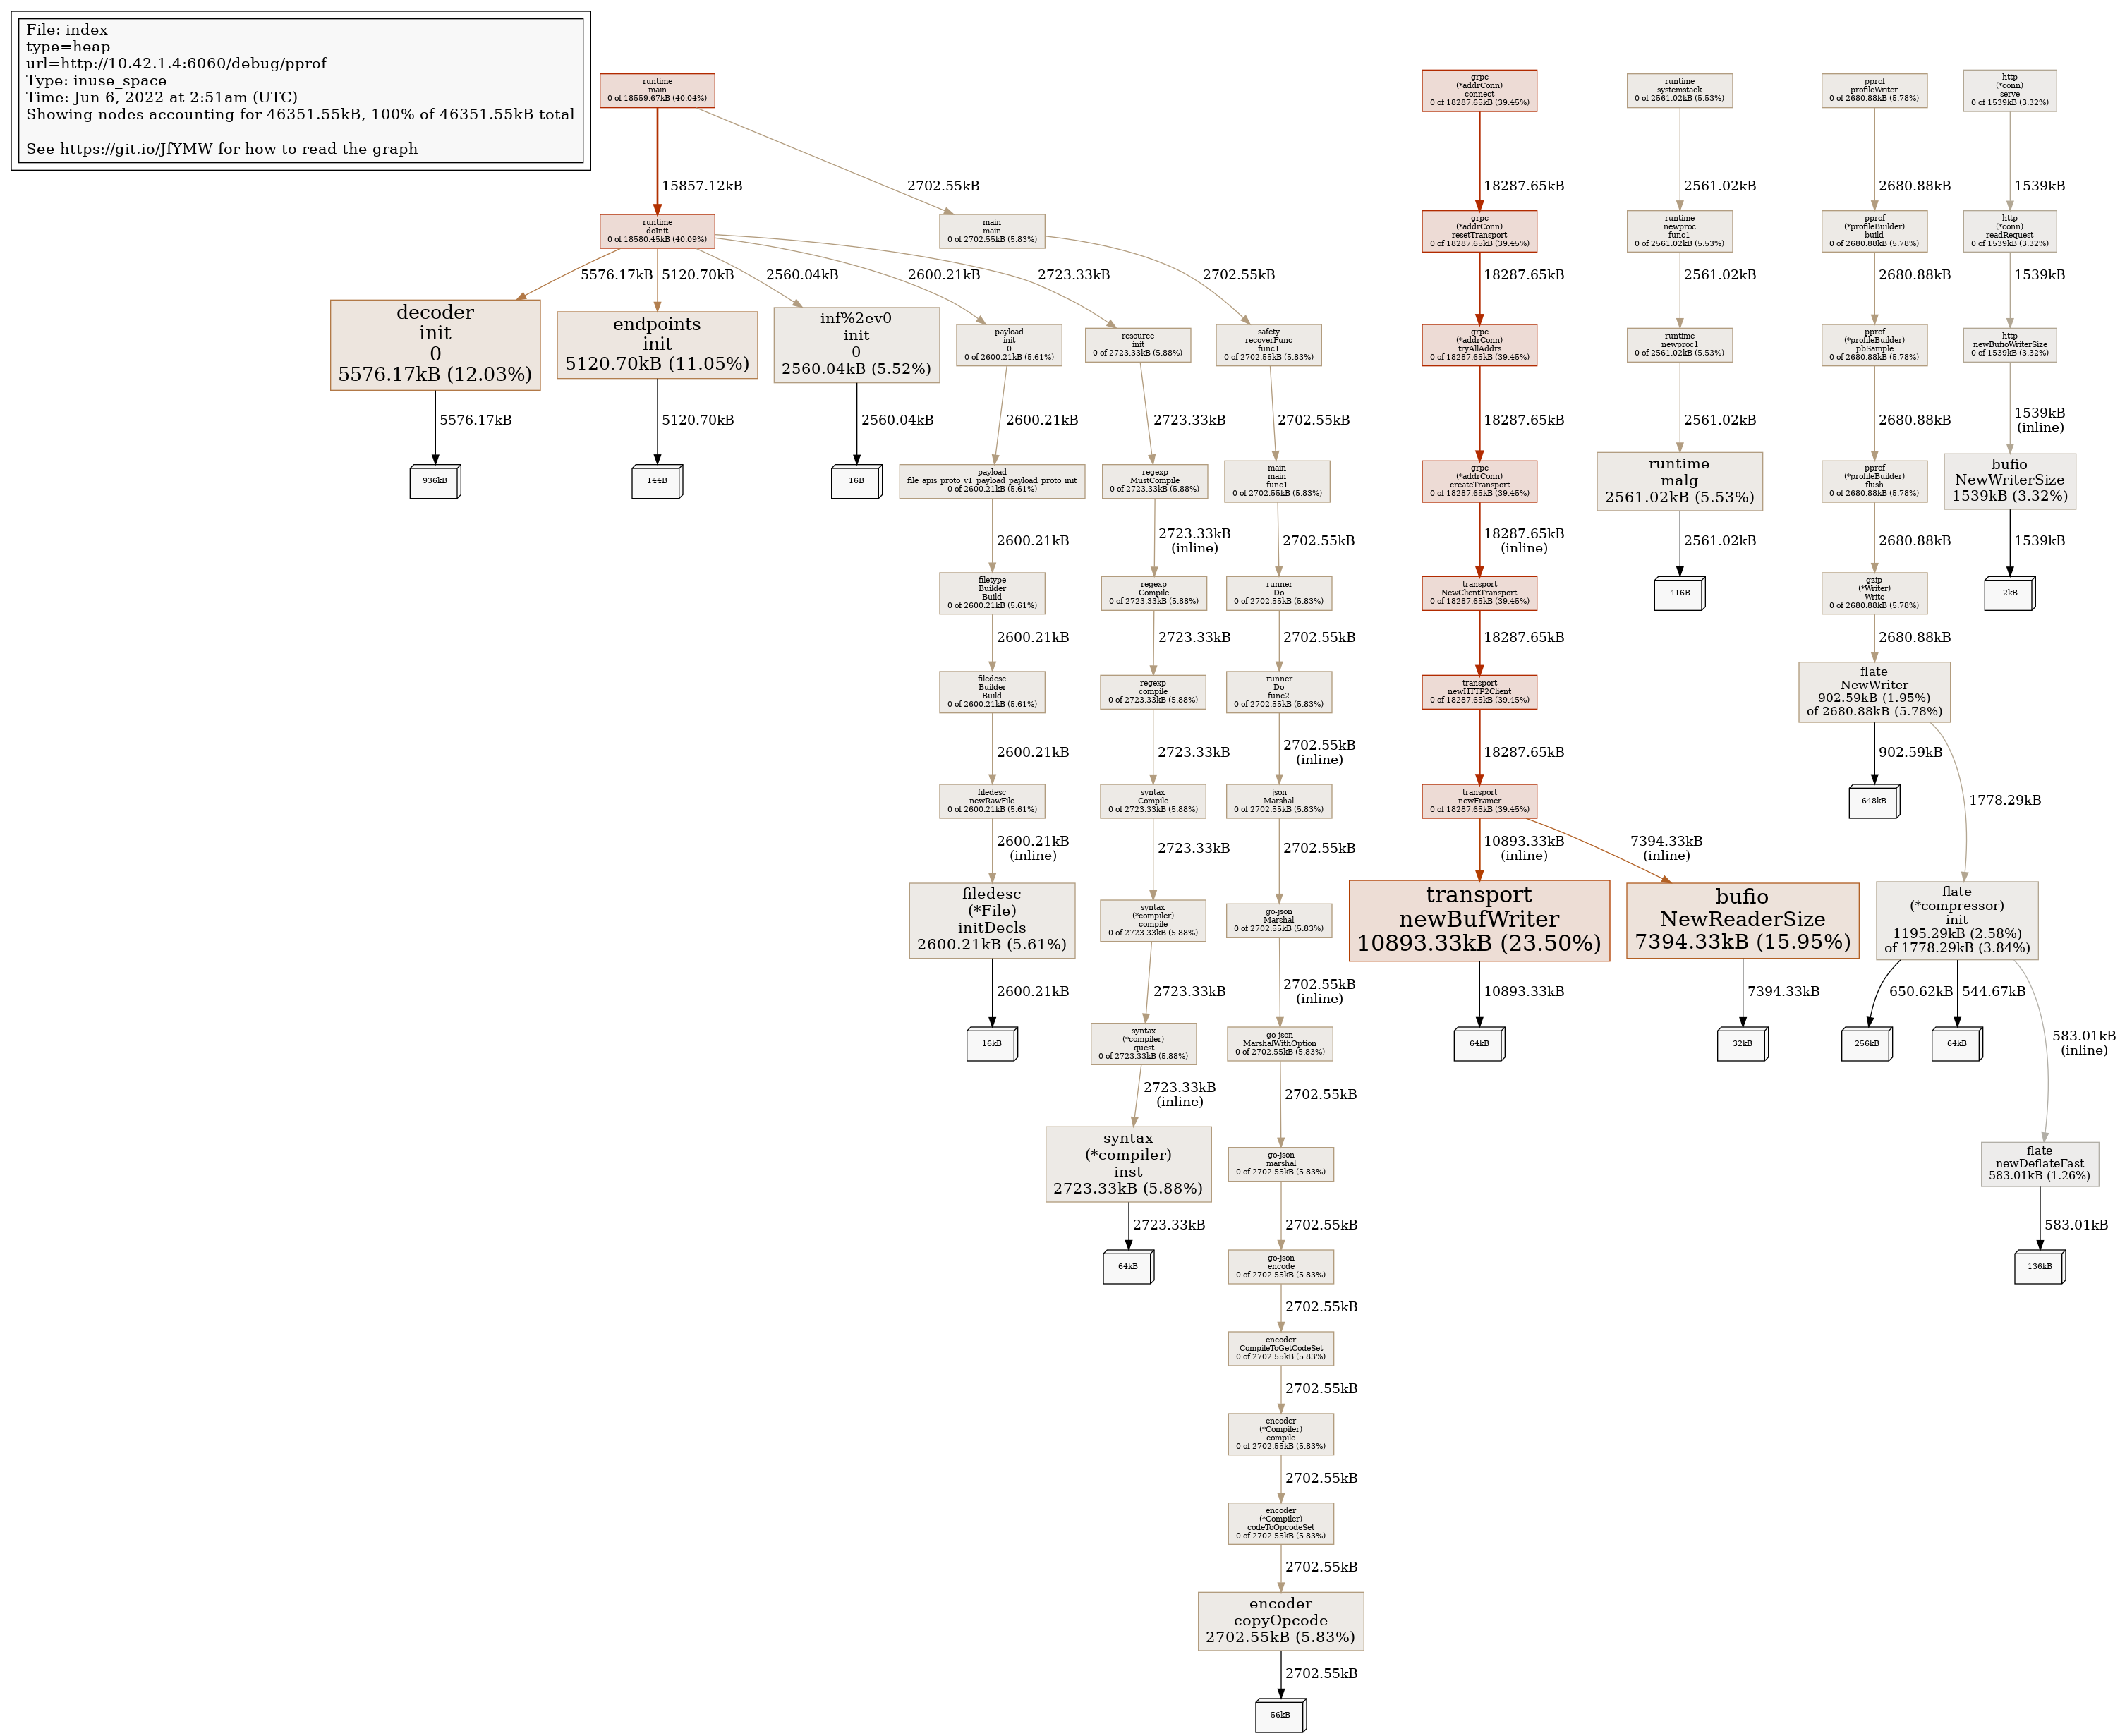 File: index
type=heap
url=http://10.42.1.4:6060/debug/pprof
Type: inuse_space
Time: Jun 6, 2022 at 2:51am (UTC)
Showing nodes accounting for 46351.55kB, 100% of 46351.55kB total
See https://git.io/JfYMW for how to read the graph
runtime
main
0 of 18559.67kB (40.04%)
grpc
(*addrConn)
connect
0 of 18287.65kB (39.45%)
runtime
systemstack
0 of 2561.02kB (5.53%)
pprof
profileWriter
0 of 2680.88kB (5.78%)
http
(*conn)
serve
0 of 1539kB (3.32%)
15857.12kB
2702.55kB
18287.65kB
2561.02kB
2680.88kB
1539kB
runtime
doInit
0 of 18580.45kB (40.09%)
main
main
0 of 2702.55kB (5.83%)
grpc
(*addrConn)
resetTransport
0 of 18287.65kB (39.45%)
runtime
newproc
func1
0 of 2561.02kB (5.53%)
pprof
(*profileBuilder)
build
0 of 2680.88kB (5.78%)
http
(*conn)
readRequest
0 of 1539kB (3.32%)
5576.17kB
5120.70kB
2560.04kB
2600.21kB
2723.33kB
2702.55kB
18287.65kB
2561.02kB
2680.88kB
1539kB
decoder
init
0
5576.17kB (12.03%)
endpoints
init
5120.70kB (11.05%)
inf%2ev0
init
0
2560.04kB (5.52%)
payload
init
0
0 of 2600.21kB (5.61%)
resource
init
0 of 2723.33kB (5.88%)
safety
recoverFunc
func1
0 of 2702.55kB (5.83%)
grpc
(*addrConn)
tryAllAddrs
0 of 18287.65kB (39.45%)
runtime
newproc1
0 of 2561.02kB (5.53%)
pprof
(*profileBuilder)
pbSample
0 of 2680.88kB (5.78%)
http
newBufioWriterSize
0 of 1539kB (3.32%)
5576.17kB
5120.70kB
2560.04kB
2600.21kB
2723.33kB
2702.55kB
18287.65kB
2561.02kB
2680.88kB
1539kB
(inline)
936kB
144B
16B
payload
file_apis_proto_v1_payload_payload_proto_init
0 of 2600.21kB (5.61%)
regexp
MustCompile
0 of 2723.33kB (5.88%)
main
main
func1
0 of 2702.55kB (5.83%)
grpc
(*addrConn)
createTransport
0 of 18287.65kB (39.45%)
runtime
malg
2561.02kB (5.53%)
pprof
(*profileBuilder)
flush
0 of 2680.88kB (5.78%)
bufio
NewWriterSize
1539kB (3.32%)
2600.21kB
2723.33kB
(inline)
2702.55kB
18287.65kB
(inline)
2561.02kB
2680.88kB
1539kB
filetype
Builder
Build
0 of 2600.21kB (5.61%)
regexp
Compile
0 of 2723.33kB (5.88%)
runner
Do
0 of 2702.55kB (5.83%)
transport
NewClientTransport
0 of 18287.65kB (39.45%)
416B
gzip
(*Writer)
Write
0 of 2680.88kB (5.78%)
2kB
2600.21kB
2723.33kB
2702.55kB
18287.65kB
2680.88kB
filedesc
Builder
Build
0 of 2600.21kB (5.61%)
regexp
compile
0 of 2723.33kB (5.88%)
runner
Do
func2
0 of 2702.55kB (5.83%)
transport
newHTTP2Client
0 of 18287.65kB (39.45%)
flate
NewWriter
902.59kB (1.95%)
of 2680.88kB (5.78%)
2600.21kB
2723.33kB
2702.55kB
(inline)
18287.65kB
902.59kB
1778.29kB
filedesc
newRawFile
0 of 2600.21kB (5.61%)
syntax
Compile
0 of 2723.33kB (5.88%)
json
Marshal
0 of 2702.55kB (5.83%)
transport
newFramer
0 of 18287.65kB (39.45%)
648kB
2600.21kB
(inline)
2723.33kB
2702.55kB
10893.33kB
(inline)
7394.33kB
(inline)
filedesc
(*File)
initDecls
2600.21kB (5.61%)
syntax
(*compiler)
compile
0 of 2723.33kB (5.88%)
go-json
Marshal
0 of 2702.55kB (5.83%)
transport
newBufWriter
10893.33kB (23.50%)
bufio
NewReaderSize
7394.33kB (15.95%)
flate
(*compressor)
init
1195.29kB (2.58%)
of 1778.29kB (3.84%)
2600.21kB
2723.33kB
2702.55kB
(inline)
10893.33kB
7394.33kB
650.62kB
544.67kB
583.01kB
(inline)
16kB
syntax
(*compiler)
quest
0 of 2723.33kB (5.88%)
go-json
MarshalWithOption
0 of 2702.55kB (5.83%)
64kB
32kB
256kB
64kB
2723.33kB
(inline)
2702.55kB
syntax
(*compiler)
inst
2723.33kB (5.88%)
go-json
marshal
0 of 2702.55kB (5.83%)
flate
newDeflateFast
583.01kB (1.26%)
2723.33kB
2702.55kB
583.01kB
64kB
go-json
encode
0 of 2702.55kB (5.83%)
136kB
2702.55kB
encoder
CompileToGetCodeSet
0 of 2702.55kB (5.83%)
2702.55kB
encoder
(*Compiler)
compile
0 of 2702.55kB (5.83%)
2702.55kB
encoder
(*Compiler)
codeToOpcodeSet
0 of 2702.55kB (5.83%)
2702.55kB
encoder
copyOpcode
2702.55kB (5.83%)
2702.55kB
56kB